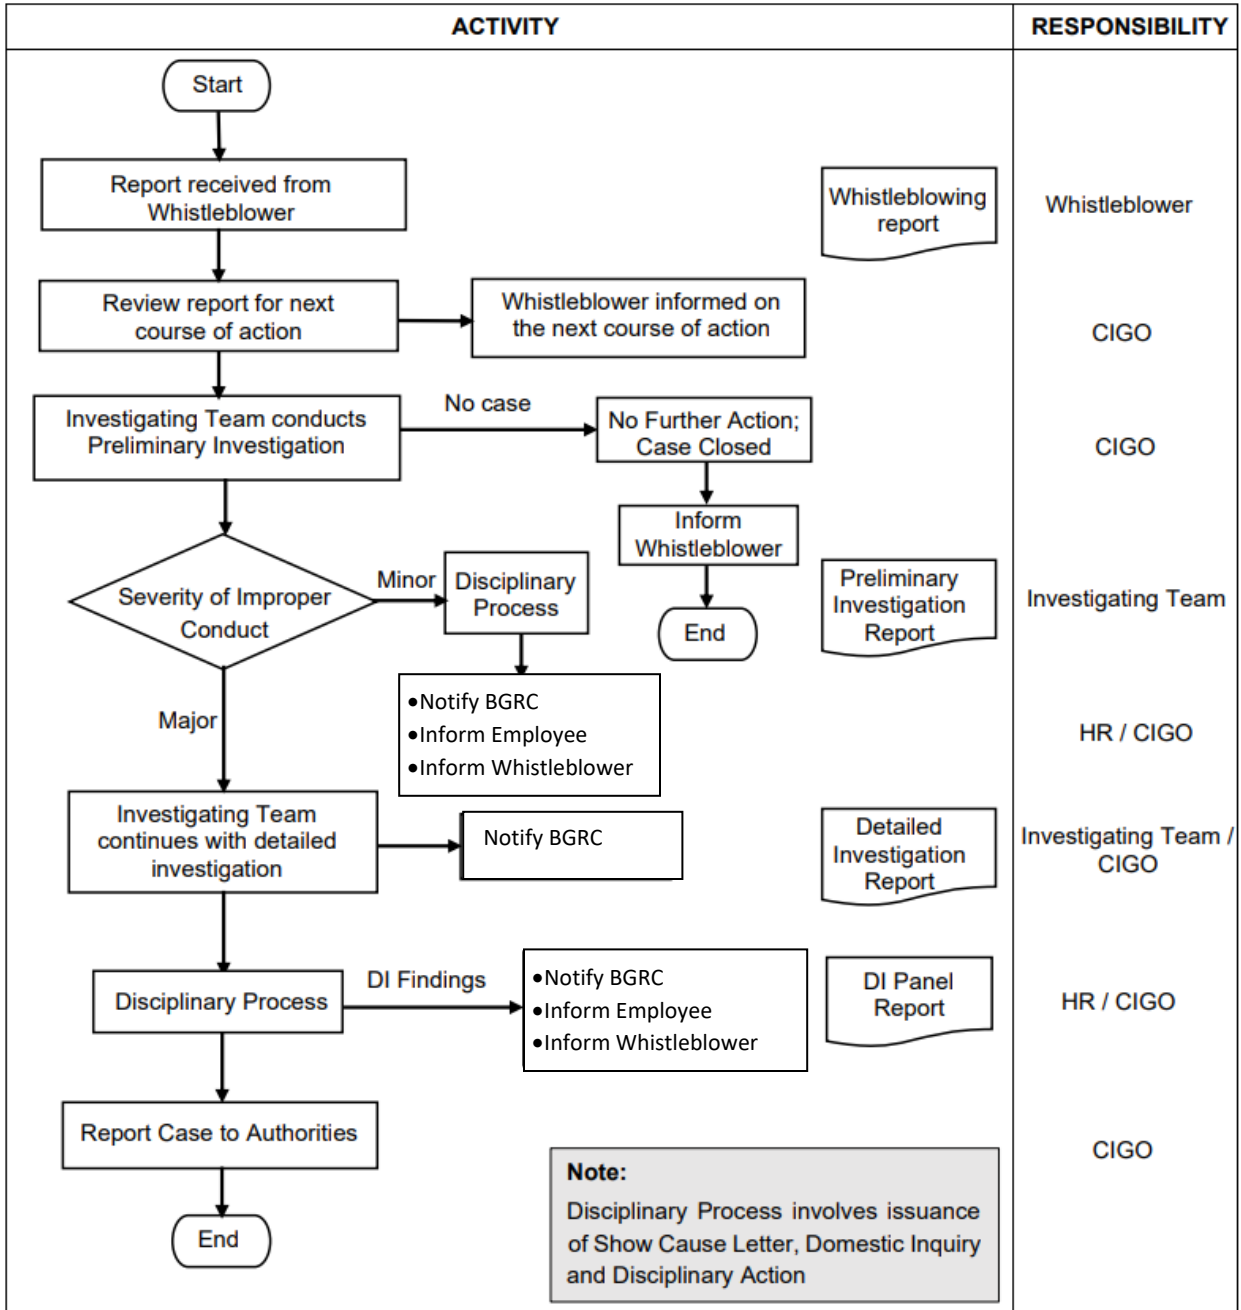 ACTIVITY
RESPONSIBILITY
Start
Report received from
Whistleblower
Whistleblowing
report
Whistleblower
Review report for next
course of action
Whistleblower informed on
the next course of action
CIGO
Investigating Team conducts
Preliminary Investigation
No case
No Further Action;
Case Closed
CIGO
Inform
Whistleblower
End
Severity of Improper
Conduct
Minor
Disciplinary
Process
Preliminary
Investigation
Report
Investigating Team
•Notify BGRC
•Inform Employee
•Inform Whistleblower
Major
HR / CIGO
Investigating Team
continues with detailed
investigation
Notify BGRC
Detailed
Investigation
Report
Investigating Team /
CIGO
Disciplinary Process
DI Findings
•Notify BGRC
•Inform Employee
•Inform Whistleblower
DI Panel
Report
HR / CIGO
Report Case to Authorities
CIGO
End
Note:
Disciplinary Process involves issuance
of Show Cause Letter, Domestic Inquiry
and Disciplinary Action